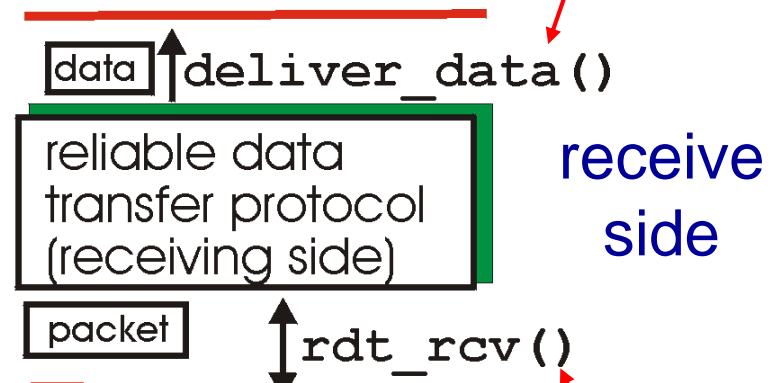 data deliver_data()
reliable data
transfer protocol
(receiving side)
receive
side
packet rdt_rcv()